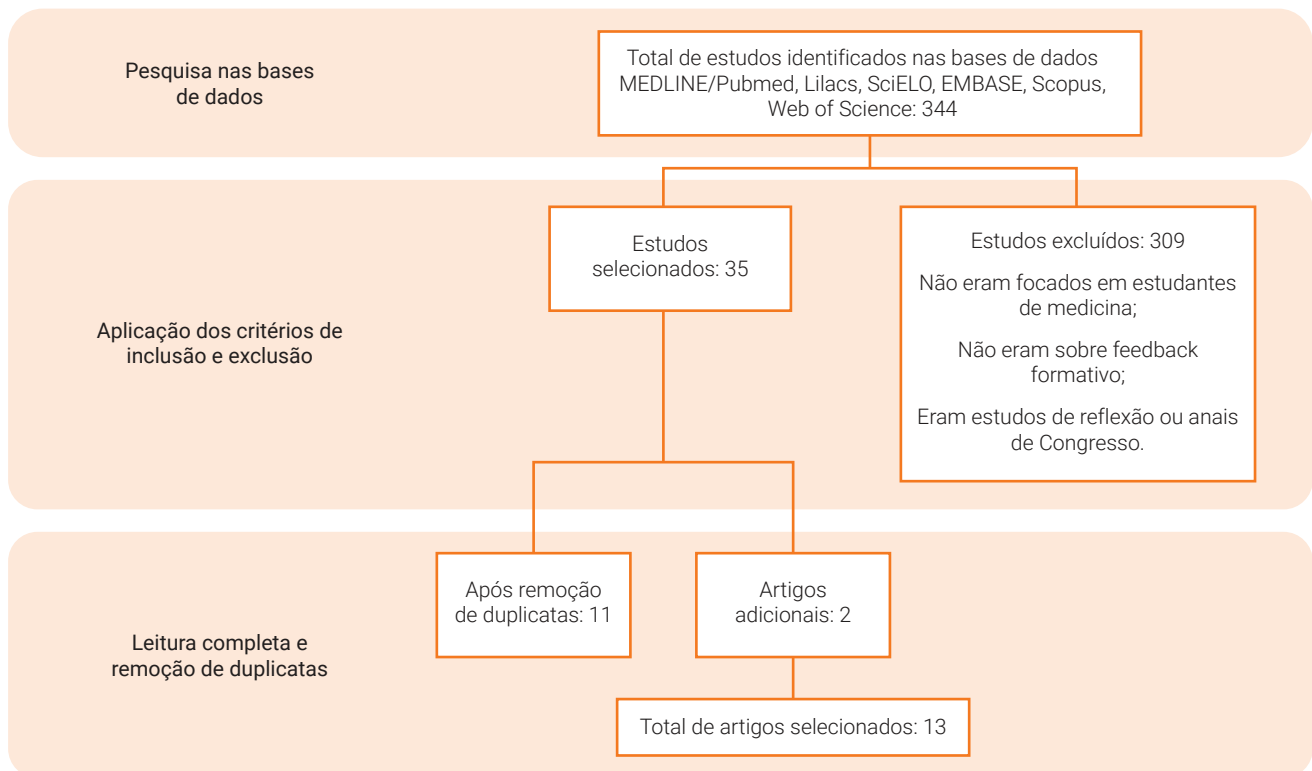 Pesquisa nas bases
de dados
Total de estudos identificados nas bases de dados
MEDLINE/Pubmed, Lilacs, SciELO, EMBASE, Scopus,
Web of Science: 344
Aplicação dos critérios de
inclusão e exclusão
Estudos
selecionados: 35
Estudos excluídos: 309
Não eram focados em estudantes
de medicina;
Não eram sobre feedback
formativo;
Eram estudos de reflexão ou anais
de Congresso.
Leitura completa e
remoção de duplicatas
Após remoção
de duplicatas: 11
Artigos
adicionais: 2
Total de artigos selecionados: 13